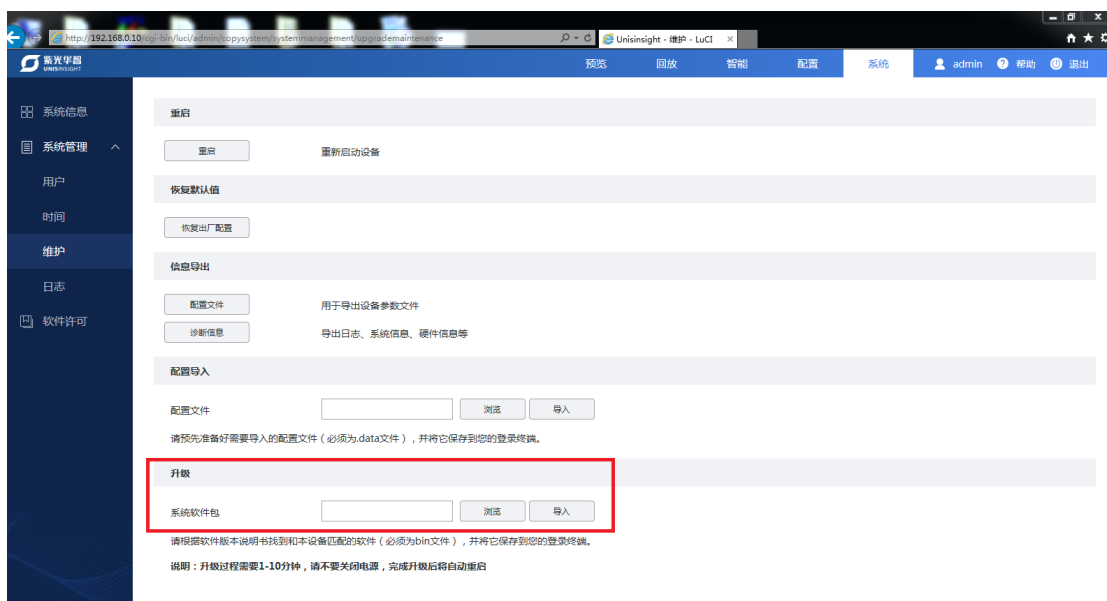 http://192.168.0.10/cgi-bin/luci/admin/copysystem/systemmanagement/upgrademaintenance
Unisinsight - 维护 - LuCI
紫光华智
UNISINSIGHT
预览 回放 智能 配置 系统 admin 帮助 退出
系统信息
系统管理
用户
时间
维护
日志
软件许可
重启
重启 重新启动设备
恢复默认值
恢复出厂配置
信息导出
配置文件 用于导出设备参数文件
诊断信息 导出日志、系统信息、硬件信息等
配置导入
配置文件 浏览 导入
请预先准备好需要导入的配置文件(必须为.data文件),并将它保存到您的登录终端。
升级
系统软件包 浏览 导入
请根据软件版本说明书找到和本设备匹配的软件(必须为bin文件),并将它保存到您的登录终端。
说明:升级过程需要1-10分钟,请不要关闭电源,完成升级后将自动重启